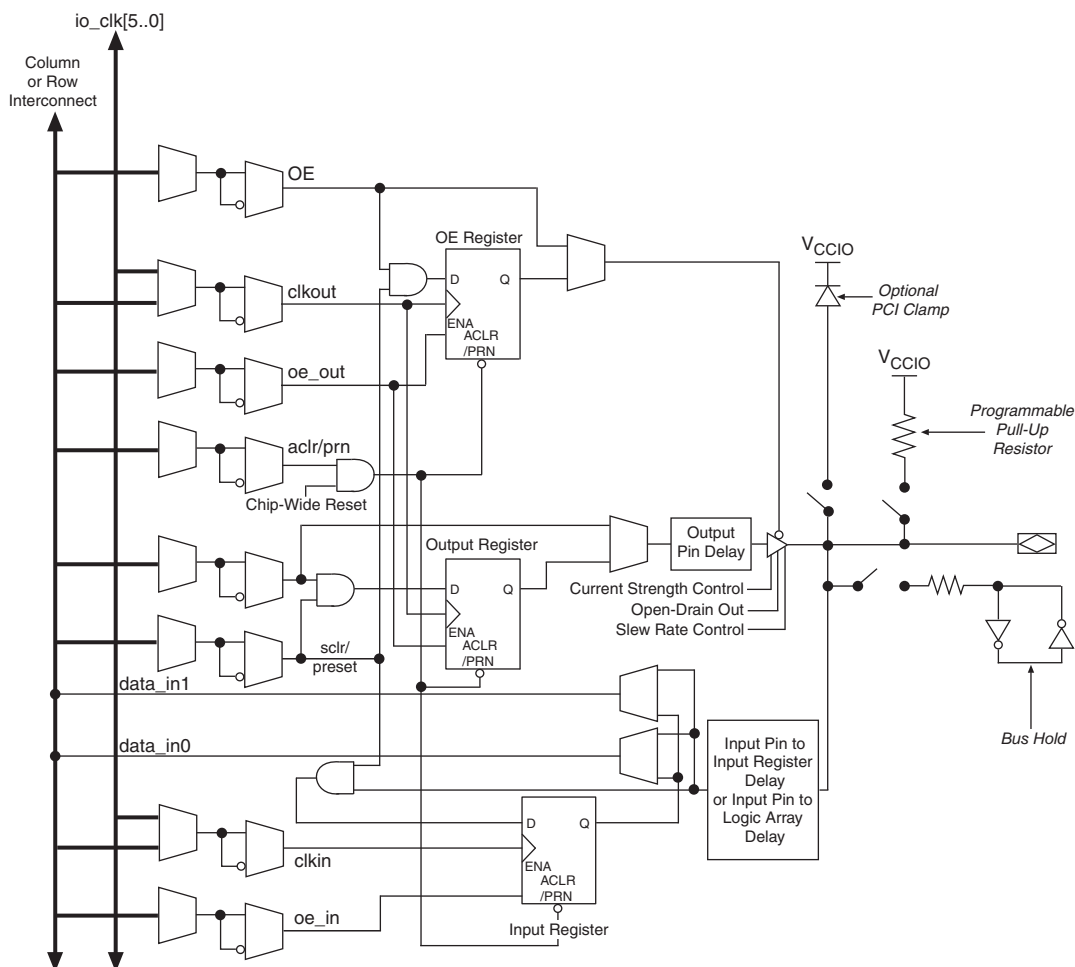 io_clk[5..0]
Column
or Row
Interconnect
OE
OE Register
D
Q
ENA
ACLR
/PRN
clkout
oe_out
aclr/prn
Chip-Wide Reset
VCCIO
Optional
PCI Clamp
VCCIO
Programmable
Pull-Up
Resistor
Output Register
D
Q
ENA
ACLR
/PRN
Output
Pin Delay
Current Strength Control
Open-Drain Out
Slew Rate Control
sclr/
preset
data_in1
data_in0
Bus Hold
Input Pin to
Input Register
Delay
or Input Pin to
Logic Array
Delay
D
Q
ENA
ACLR
/PRN
clkin
oe_in
Input Register